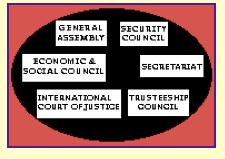 GENERAL
ASSEMBLY
SECURITY
COUNCIL
ECONOMIC &
SOCIAL COUNCIL
SECRETARIAT
INTERNATIONAL
COURT OF JUSTICE
TRUSTEESHIP
COUNCIL